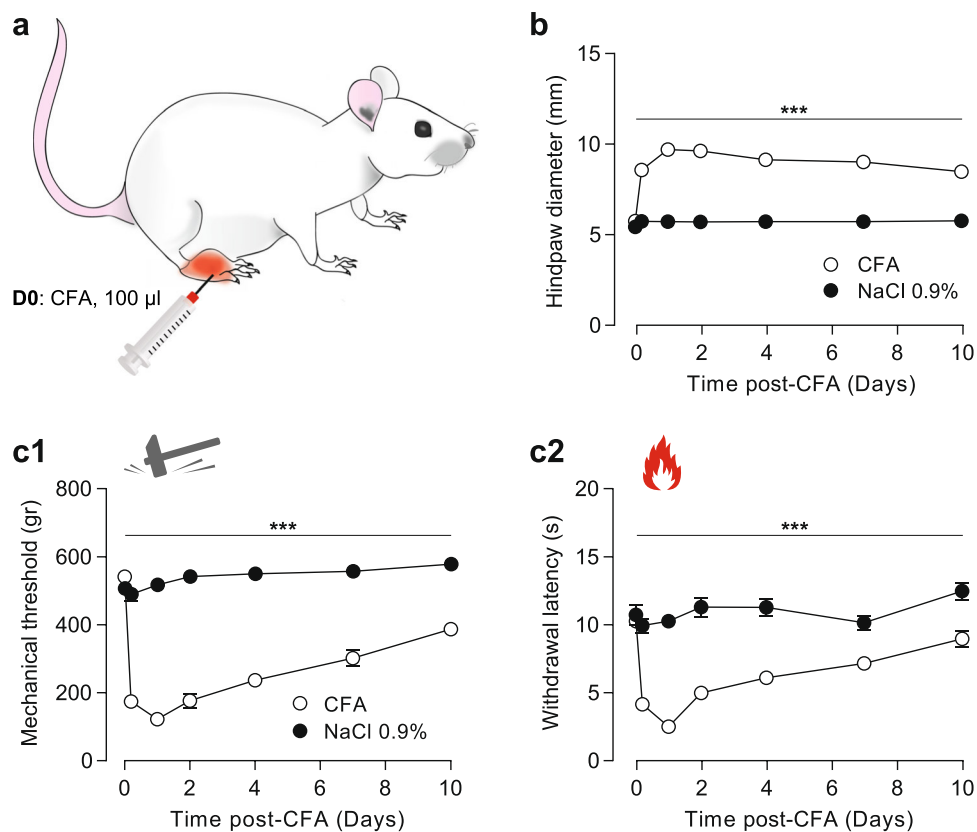 a
D0: CFA, 100 µl
b
Hindpaw diameter (mm)
15
10
5
0
***
CFA
NaCl 0.9%
0 2 4 6 8 10
Time post-CFA (Days)
c1
Mechanical threshold (gr)
800
600
400
200
0
***
CFA
NaCl 0.9%
0 2 4 6 8 10
Time post-CFA (Days)
c2
Withdrawal latency (s)
20
15
10
5
0
***
0 2 4 6 8 10
Time post-CFA (Days)